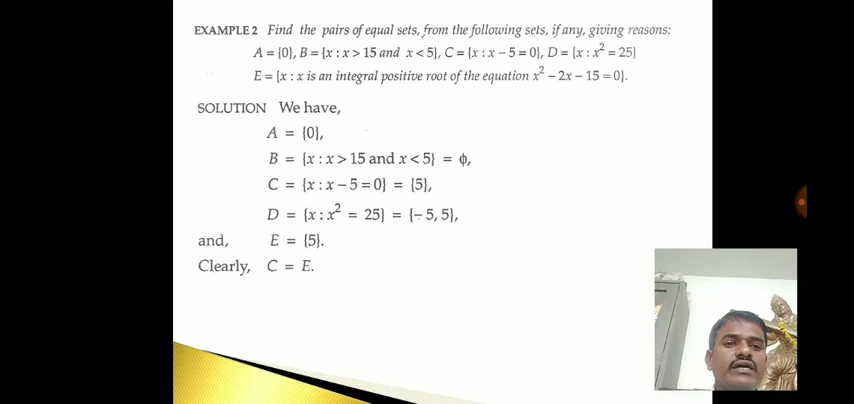 EXAMPLE 2 Find the pairs of equal sets, from the following sets, if any, giving reasons:
A = {0}, B = {x : x > 15 and x < 5}, C = {x : x − 5 = 0}, D = {x : x² = 25}
E = {x : x is an integral positive root of the equation x² − 2x − 15 = 0}.
SOLUTION We have,
A = {0},
B = {x : x > 15 and x < 5} = ϕ,
C = {x : x − 5 = 0} = {5},
D = {x : x² = 25} = {− 5, 5},
and, E = {5}.
Clearly, C = E.